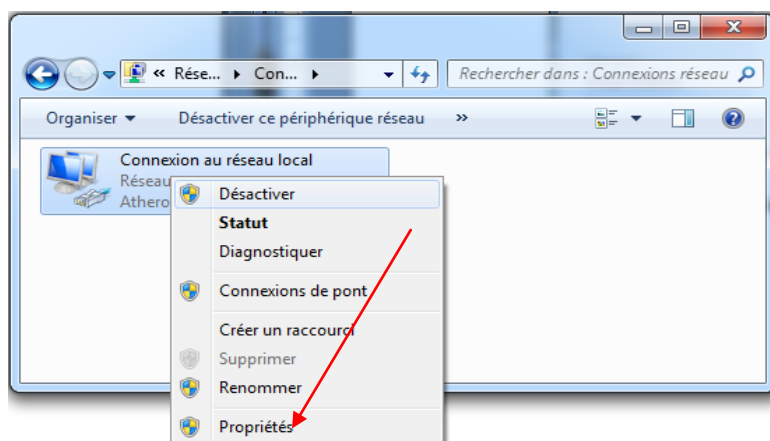 « Rése... Con...
Rechercher dans : Connexions réseau
Organiser
Désactiver ce périphérique réseau
»
Connexion au réseau local
Réseau
Athero
Désactiver
Statut
Diagnostiquer
Connexions de pont
Créer un raccourci
Supprimer
Renommer
Propriétés